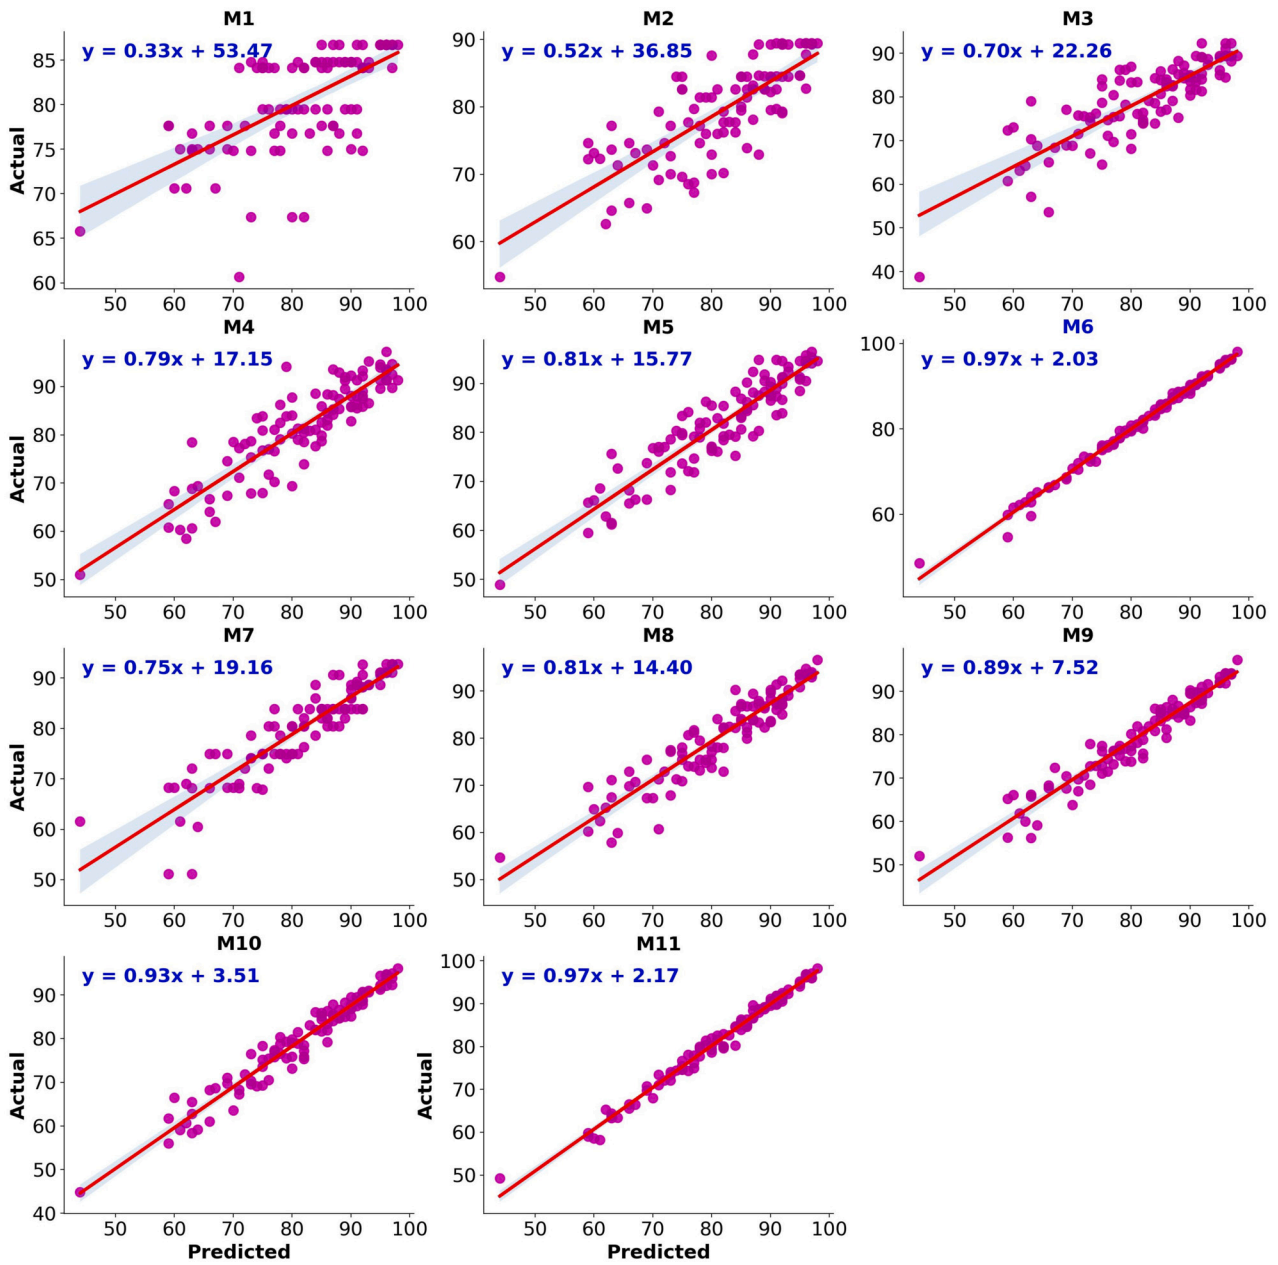 M1
M2
M3
y = 0.33x + 53.47
y = 0.52x + 36.85
y = 0.70x + 22.26
Actual
85
80
75
70
65
60
90
80
70
60
90
80
70
60
50
40
50 60 70 80 90 100
50 60 70 80 90 100
50 60 70 80 90 100
M4
M5
M6
y = 0.79x + 17.15
y = 0.81x + 15.77
y = 0.97x + 2.03
Actual
90
80
70
60
50
90
80
70
60
50
100
80
60
50 60 70 80 90 100
50 60 70 80 90 100
50 60 70 80 90 100
M7
M8
M9
y = 0.75x + 19.16
y = 0.81x + 14.40
y = 0.89x + 7.52
Actual
90
80
70
60
50
90
80
70
60
50
90
80
70
60
50
50 60 70 80 90 100
50 60 70 80 90 100
50 60 70 80 90 100
M10
M11
y = 0.93x + 3.51
y = 0.97x + 2.17
Actual
90
80
70
60
50
40
Actual
100
90
80
70
60
50
50 60 70 80 90 100
50 60 70 80 90 100
Predicted
Predicted